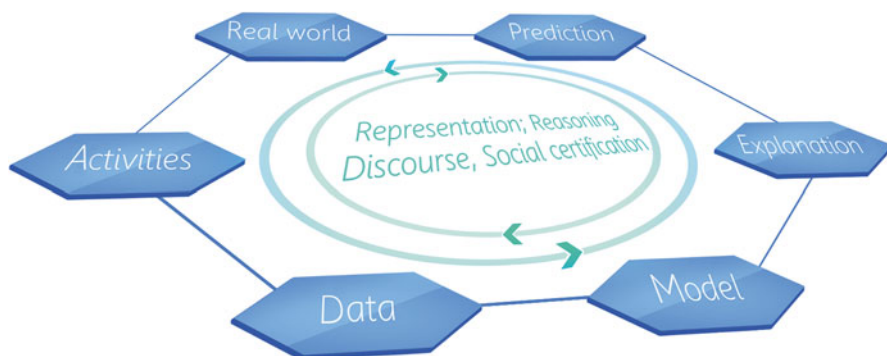 Real world
Prediction
Representation; Reasoning
Discourse, Social certification
Activities
Explanation
Model
Data